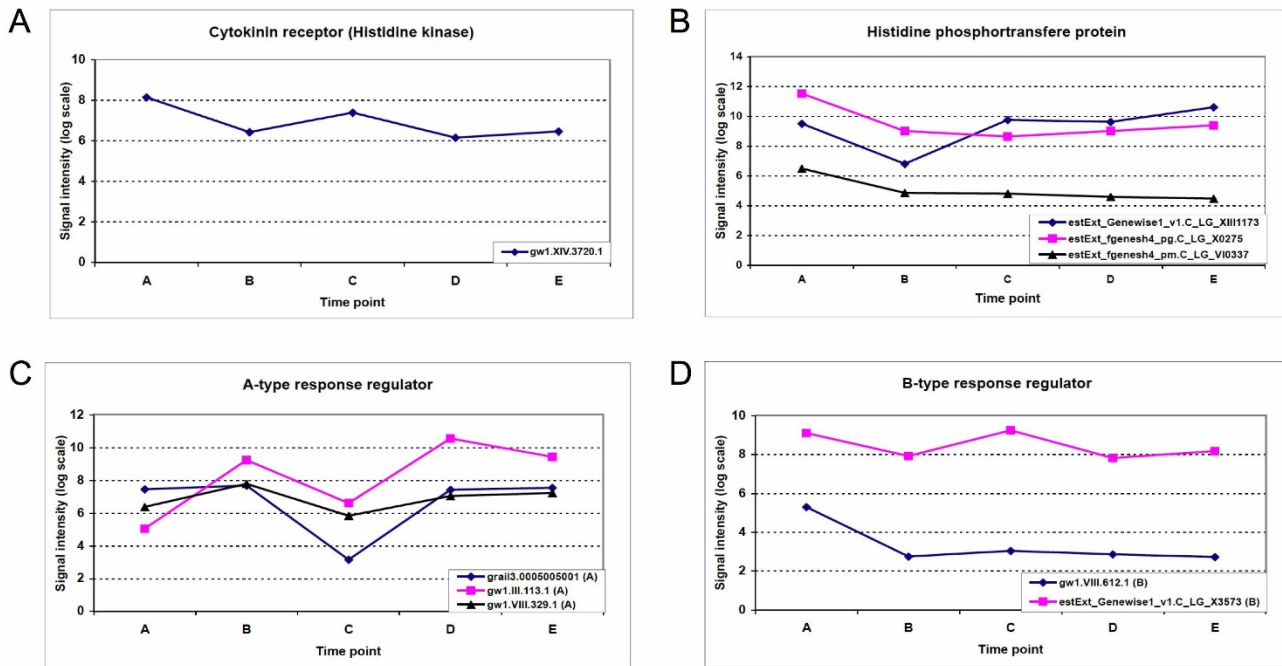 A
Cytokinin receptor (Histidine kinase)
Signal intensity (log scale)
10
8
6
4
2
0
gw1.XIV.3720.1
A B C D E
Time point
B
Histidine phosphortransfere protein
Signal intensity (log scale)
14
12
10
8
6
4
2
0
estExt_Genewise1_v1.C_LG_XIII1173
estExt_fgenesh4_pg.C_LG_X0275
estExt_fgenesh4_pm.C_LG_VI0337
A B C D E
Time point
C
A-type response regulator
Signal intensity (log scale)
12
10
8
6
4
2
0
grail3.0005005001 (A)
gw1.III.113.1 (A)
gw1.VIII.329.1 (A)
A B C D E
Time point
D
B-type response regulator
Signal intensity (log scale)
10
8
6
4
2
0
gw1.VIII.612.1 (B)
estExt_Genewise1_v1.C_LG_X3573 (B)
A B C D E
Time point